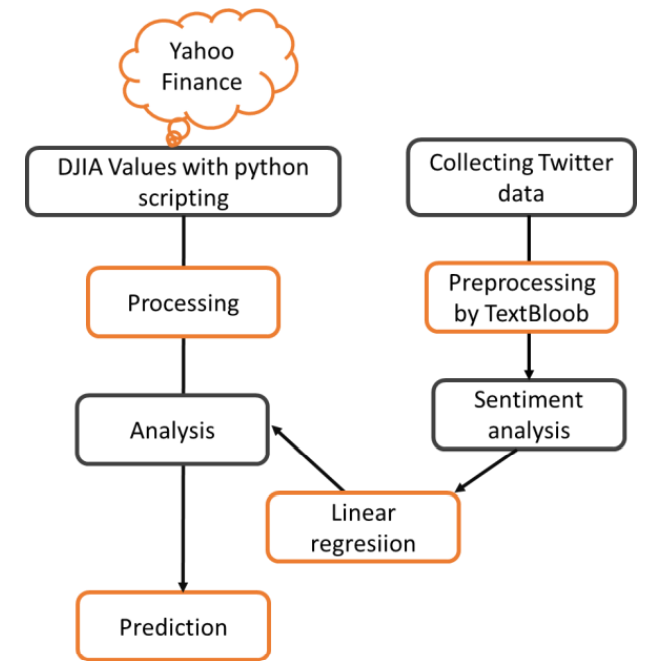 Yahoo
Finance
DJIA Values with python
scripting
Collecting Twitter
data
Processing
Preprocessing
by TextBloob
Analysis
Sentiment
analysis
Linear
regresiion
Prediction